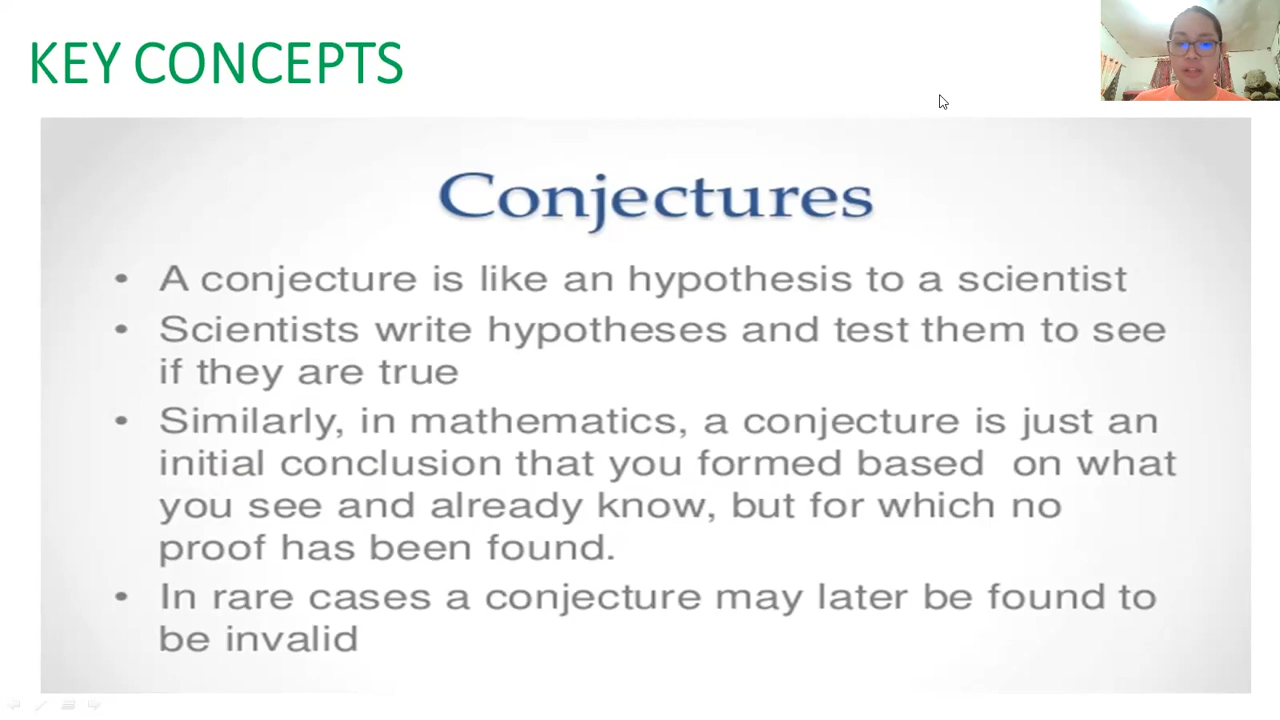 KEY CONCEPTS
Conjectures
• A conjecture is like an hypothesis to a scientist
• Scientists write hypotheses and test them to see
if they are true
• Similarly, in mathematics, a conjecture is just an
initial conclusion that you formed based on what
you see and already know, but for which no
proof has been found.
• In rare cases a conjecture may later be found to
be invalid